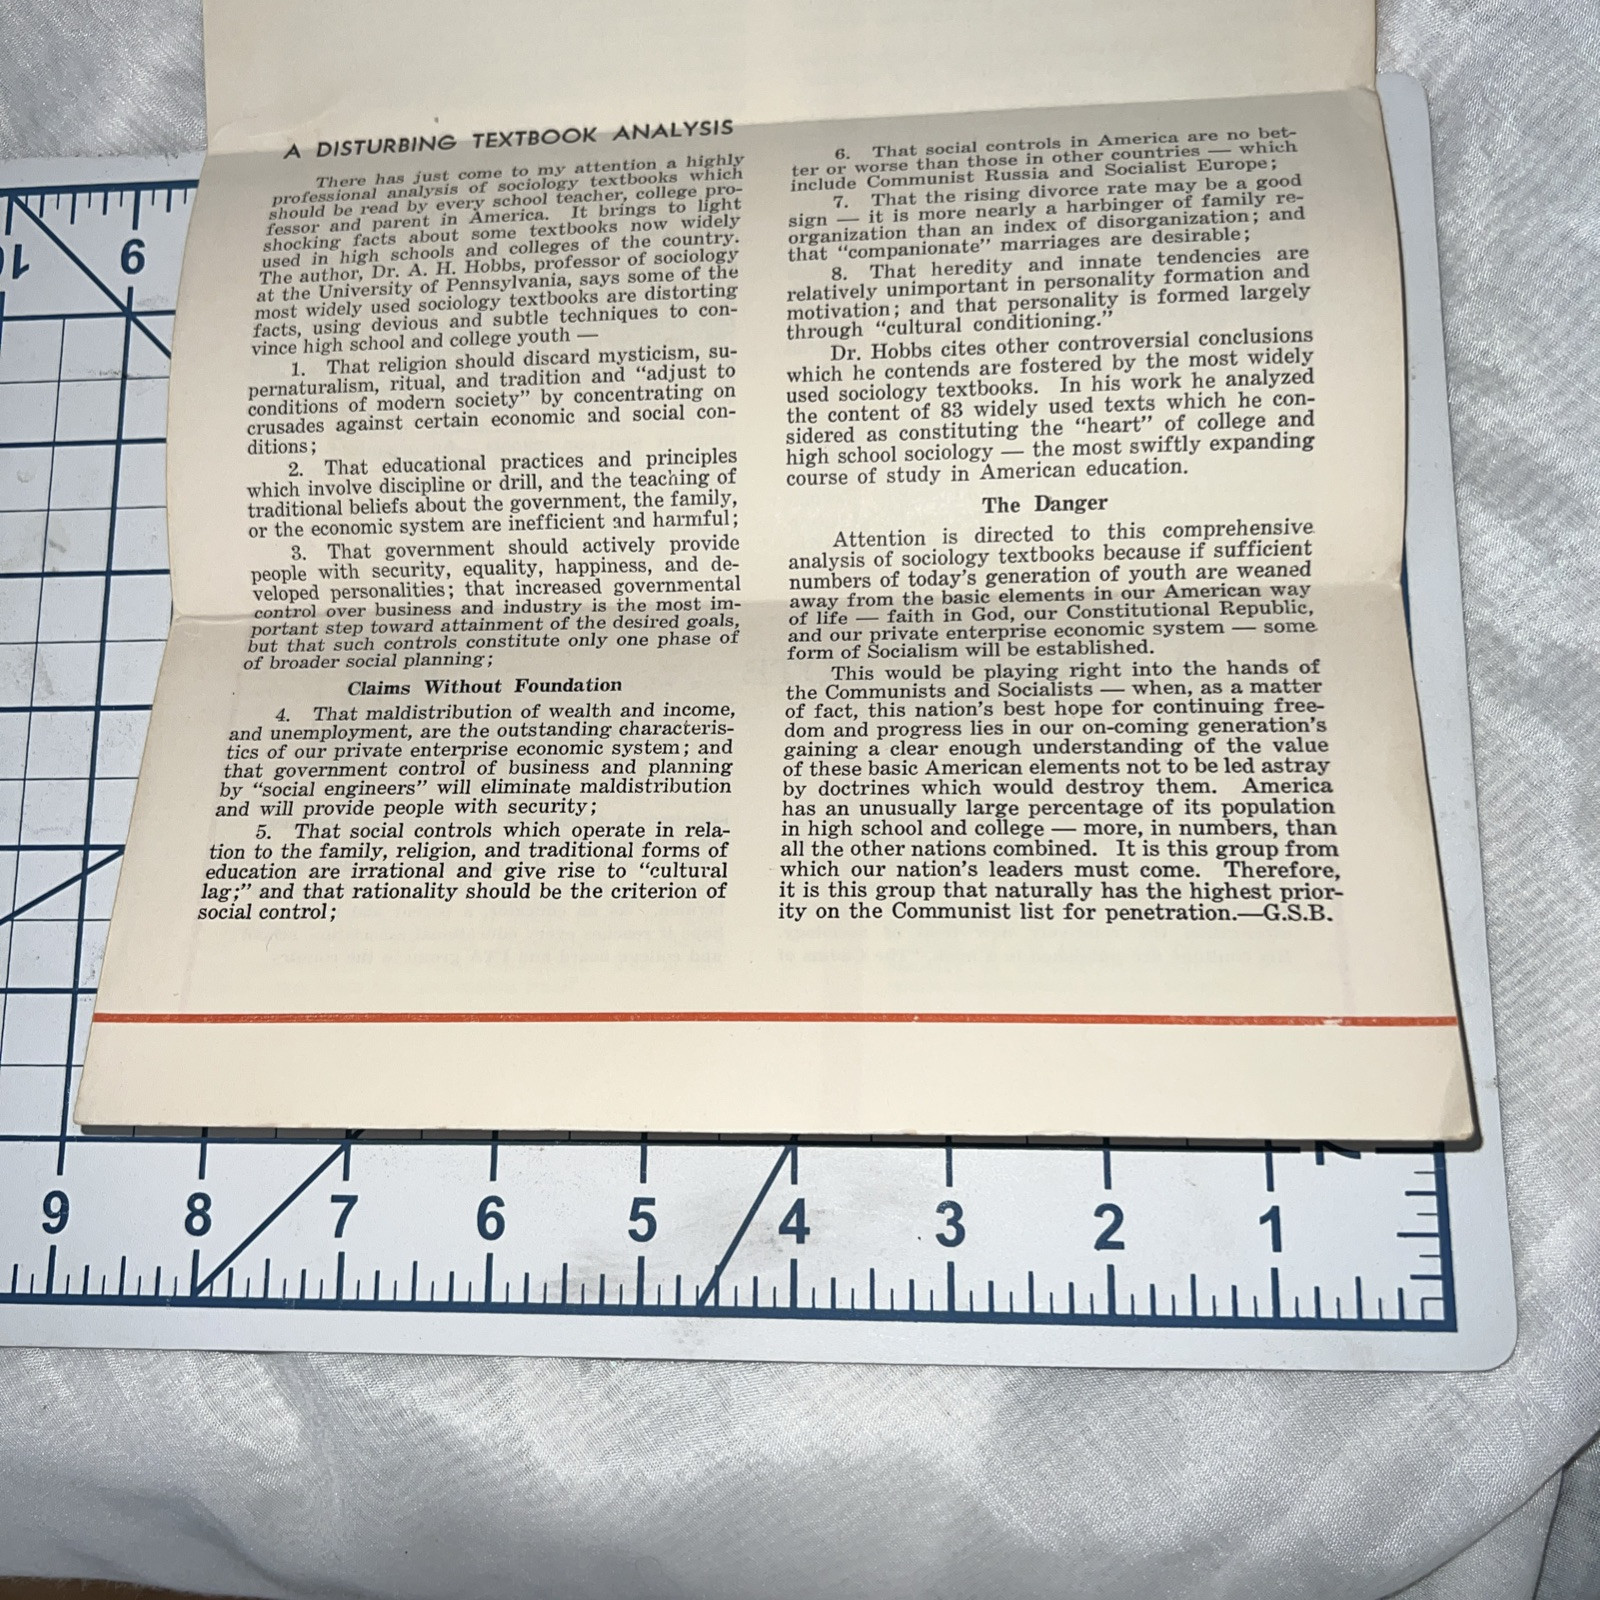 A DISTURBING TEXTBOOK ANALYSIS
There has just come to my attention a highly
professional analysis of sociology textbooks which
should be read by every school teacher, college pro-
fessor and parent in America. It brings to light
shocking facts about some textbooks now widely
used in high schools and colleges of the country.
The author, Dr. A. H. Hobbs, professor of sociology
at the University of Pennsylvania, says some of the
most widely used sociology textbooks are distorting
facts, using devious and subtle techniques to con-
vince high school and college youth —
1. That religion should discard mysticism, su-
pernaturalism, ritual, and tradition and "adjust to
conditions of modern society" by concentrating on
crusades against certain economic and social con-
ditions;
2. That educational practices and principles
which involve discipline or drill, and the teaching of
traditional beliefs about the government, the family,
or the economic system are inefficient and harmful;
3. That government should actively provide
people with security, equality, happiness, and de-
veloped personalities; that increased governmental
control over business and industry is the most im-
portant step toward attainment of the desired goals,
but that such controls constitute only one phase of
of broader social planning;
Claims Without Foundation
4. That maldistribution of wealth and income,
and unemployment, are the outstanding characteris-
tics of our private enterprise economic system; and
that government control of business and planning
by "social engineers" will eliminate maldistribution
and will provide people with security;
5. That social controls which operate in rela-
tion to the family, religion, and traditional forms of
education are irrational and give rise to "cultural
lag;" and that rationality should be the criterion of
social control;
6. That social controls in America are no bet-
ter or worse than those in other countries — which
include Communist Russia and Socialist Europe;
7. That the rising divorce rate may be a good
sign — it is more nearly a harbinger of family re-
organization than an index of disorganization; and
that "companionate" marriages are desirable;
8. That heredity and innate tendencies are
relatively unimportant in personality formation and
motivation; and that personality is formed largely
through "cultural conditioning."
Dr. Hobbs cites other controversial conclusions
which he contends are fostered by the most widely
used sociology textbooks. In his work he analyzed
the content of 83 widely used texts which he con-
sidered as constituting the "heart" of college and
high school sociology — the most swiftly expanding
course of study in American education.
The Danger
Attention is directed to this comprehensive
analysis of sociology textbooks because if sufficient
numbers of today's generation of youth are weaned
away from the basic elements in our American way
of life — faith in God, our Constitutional Republic,
and our private enterprise economic system — some
form of Socialism will be established.
This would be playing right into the hands of
the Communists and Socialists — when, as a matter
of fact, this nation's best hope for continuing free-
dom and progress lies in our on-coming generation's
gaining a clear enough understanding of the value
of these basic American elements not to be led astray
by doctrines which would destroy them. America
has an unusually large percentage of its population
in high school and college — more, in numbers, than
all the other nations combined. It is this group from
which our nation's leaders must come. Therefore,
it is this group that naturally has the highest prior-
ity on the Communist list for penetration.—G.S.B.
10 9
9 8 7 6 5 4 3 2 1